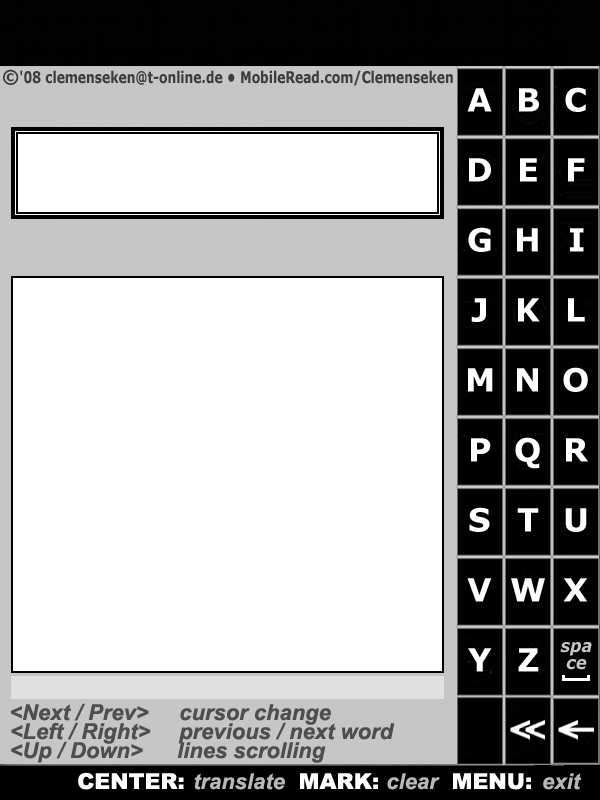 ©'08 clemenseken@t-online.de • MobileRead.com/Clemenseken
A B C
D E F
G H I
J K L
M N O
P Q R
S T U
V W X
Y Z spa
ce
<Next / Prev> cursor change
<Left / Right> previous / next word
<Up / Down> lines scrolling
CENTER: translate MARK: clear MENU: exit